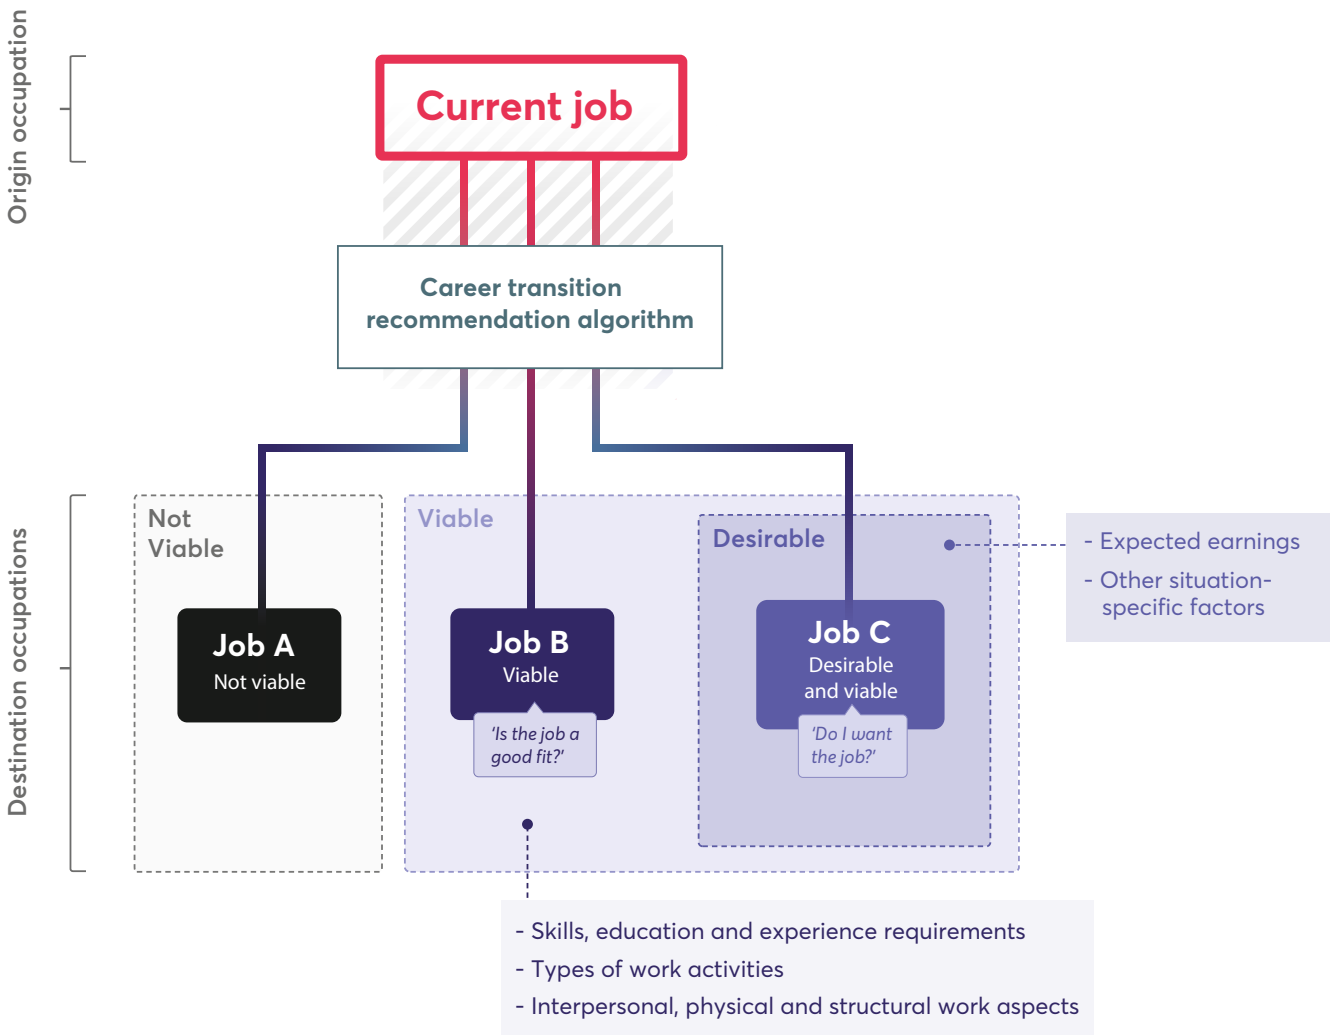 Origin occupation
Current job
Career transition
recommendation algorithm
Destination occupations
Not
Viable
Job A
Not viable
Viable
Job B
Viable
'Is the job a
good fit?'
Desirable
Job C
Desirable
and viable
'Do I want
the job?'
- Expected earnings
- Other situation-
specific factors
- Skills, education and experience requirements
- Types of work activities
- Interpersonal, physical and structural work aspects